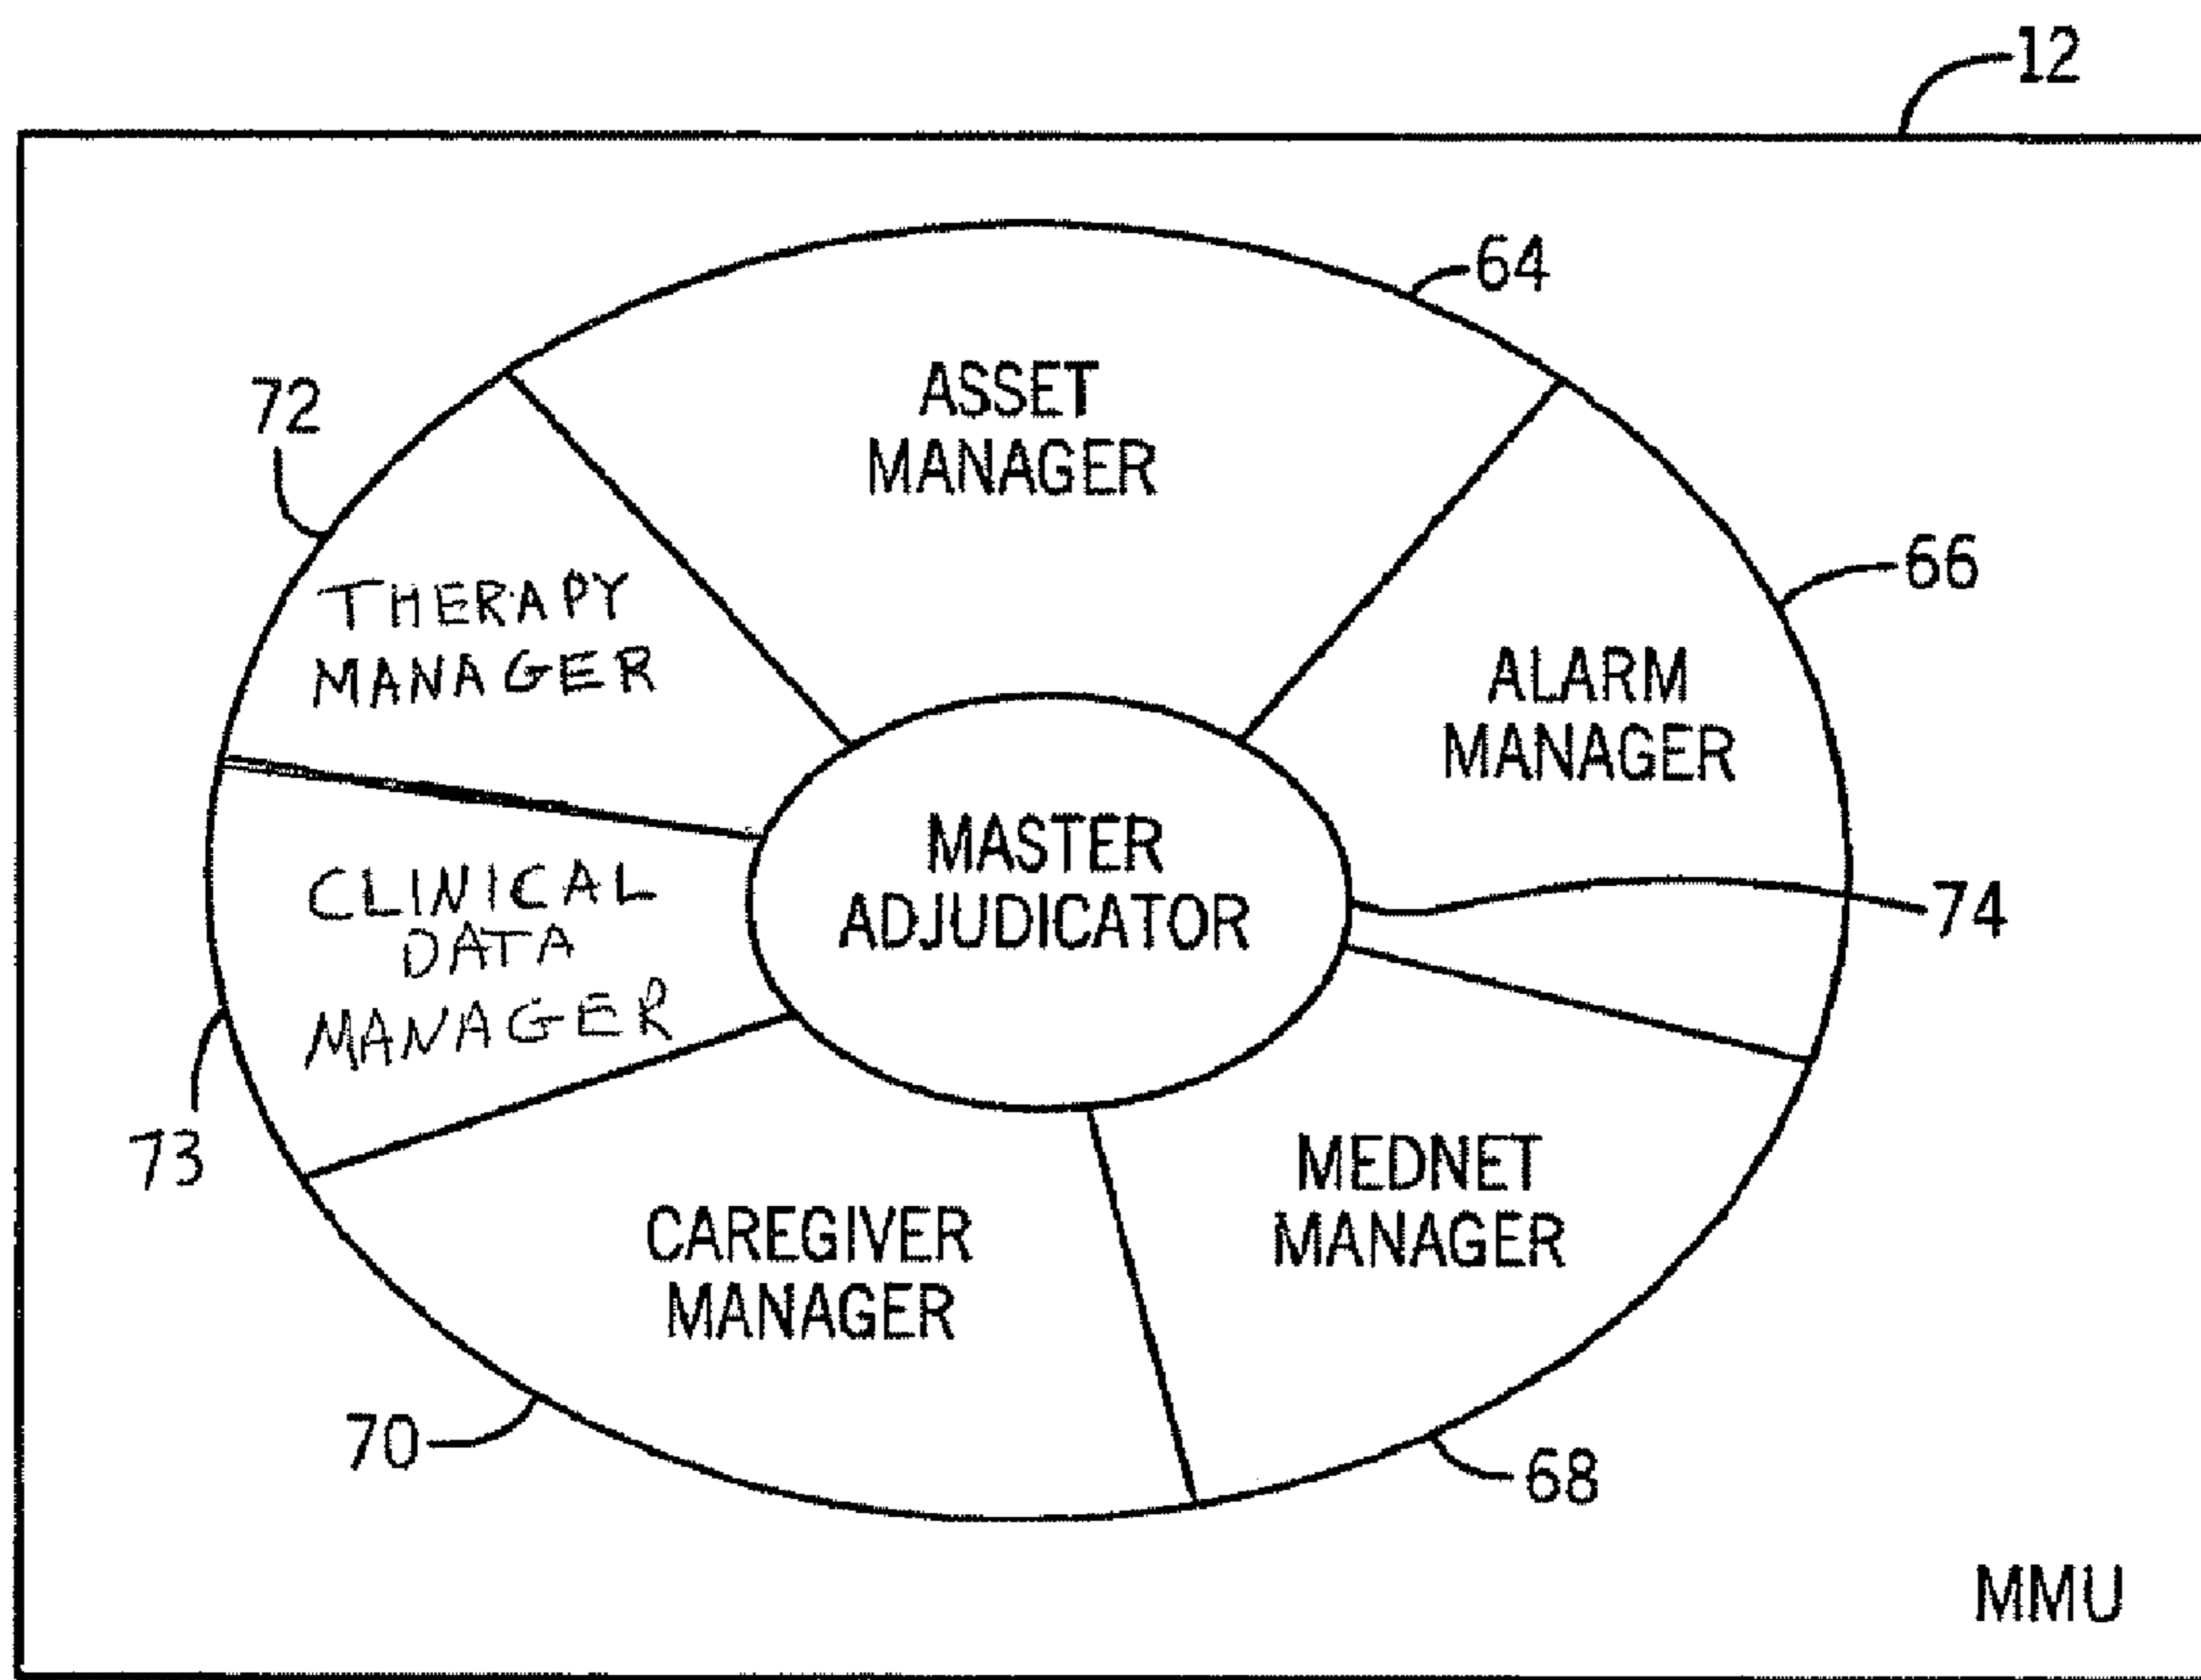 12
64
ASSET
MANAGER
72
66
THERAPY
MANAGER
ALARM
MANAGER
MASTER
ADJUDICATOR
74
CLINICAL
DATA
MANAGER
73
MEDNET
MANAGER
CAREGIVER
MANAGER
70
68
MMU